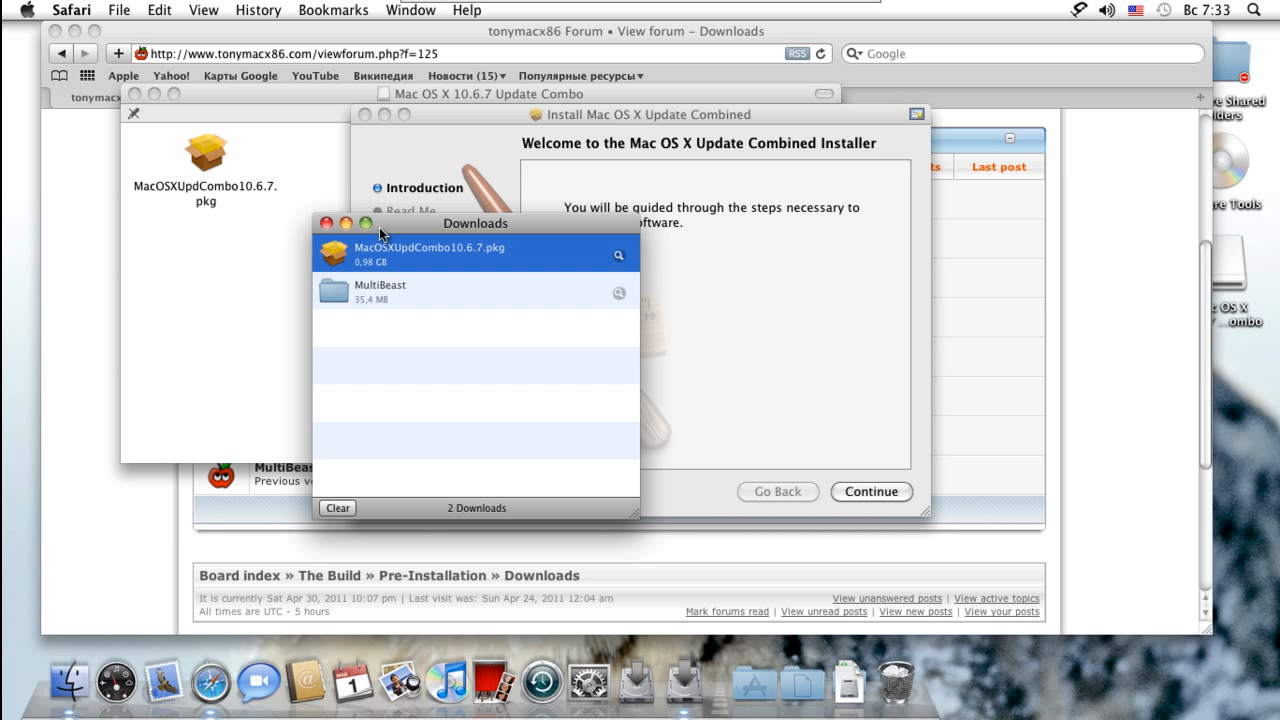 Safari File Edit View History Bookmarks Window Help Вс 7:33
tonymacx86 Forum • View forum – Downloads
http://www.tonymacx86.com/viewforum.php?f=125 RSS Google
Apple Yahoo! Карты Google YouTube Википедия Новости (15)▾ Популярные ресурсы▾
tonymacx
Mac OS X 10.6.7 Update Combo
Install Mac OS X Update Combined
MacOSXUpdCombo10.6.7.
pkg
Welcome to the Mac OS X Update Combined Installer
Introduction
Read Me
You will be guided through the steps necessary to
oftware.
Downloads
MacOSXUpdCombo10.6.7.pkg
0,98 GB
MultiBeast
35,4 MB
Clear
2 Downloads
Go Back Continue
ts Last post
MultiBeas
Previous ve
Board index » The Build » Pre-Installation » Downloads
It is currently Sat Apr 30, 2011 10:07 pm | Last visit was: Sun Apr 24, 2011 12:04 am
All times are UTC - 5 hours
View unanswered posts | View active topics
Mark forums read | View unread posts | View new posts | View your posts
e Shared
ders
re Tools
c OS X
...ombo
MAR
1